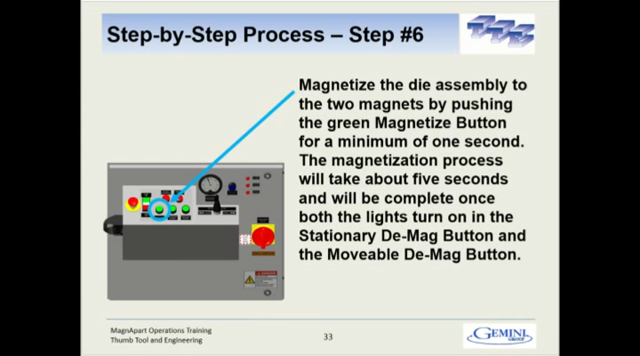 Step-by-Step Process – Step #6
Magnetize the die assembly to
the two magnets by pushing
the green Magnetize Button
for a minimum of one second.
The magnetization process
will take about five seconds
and will be complete once
both the lights turn on in the
Stationary De-Mag Button and
the Moveable De-Mag Button.
MagnApart Operations Training
Thumb Tool and Engineering
33
GEMINI
GROUP